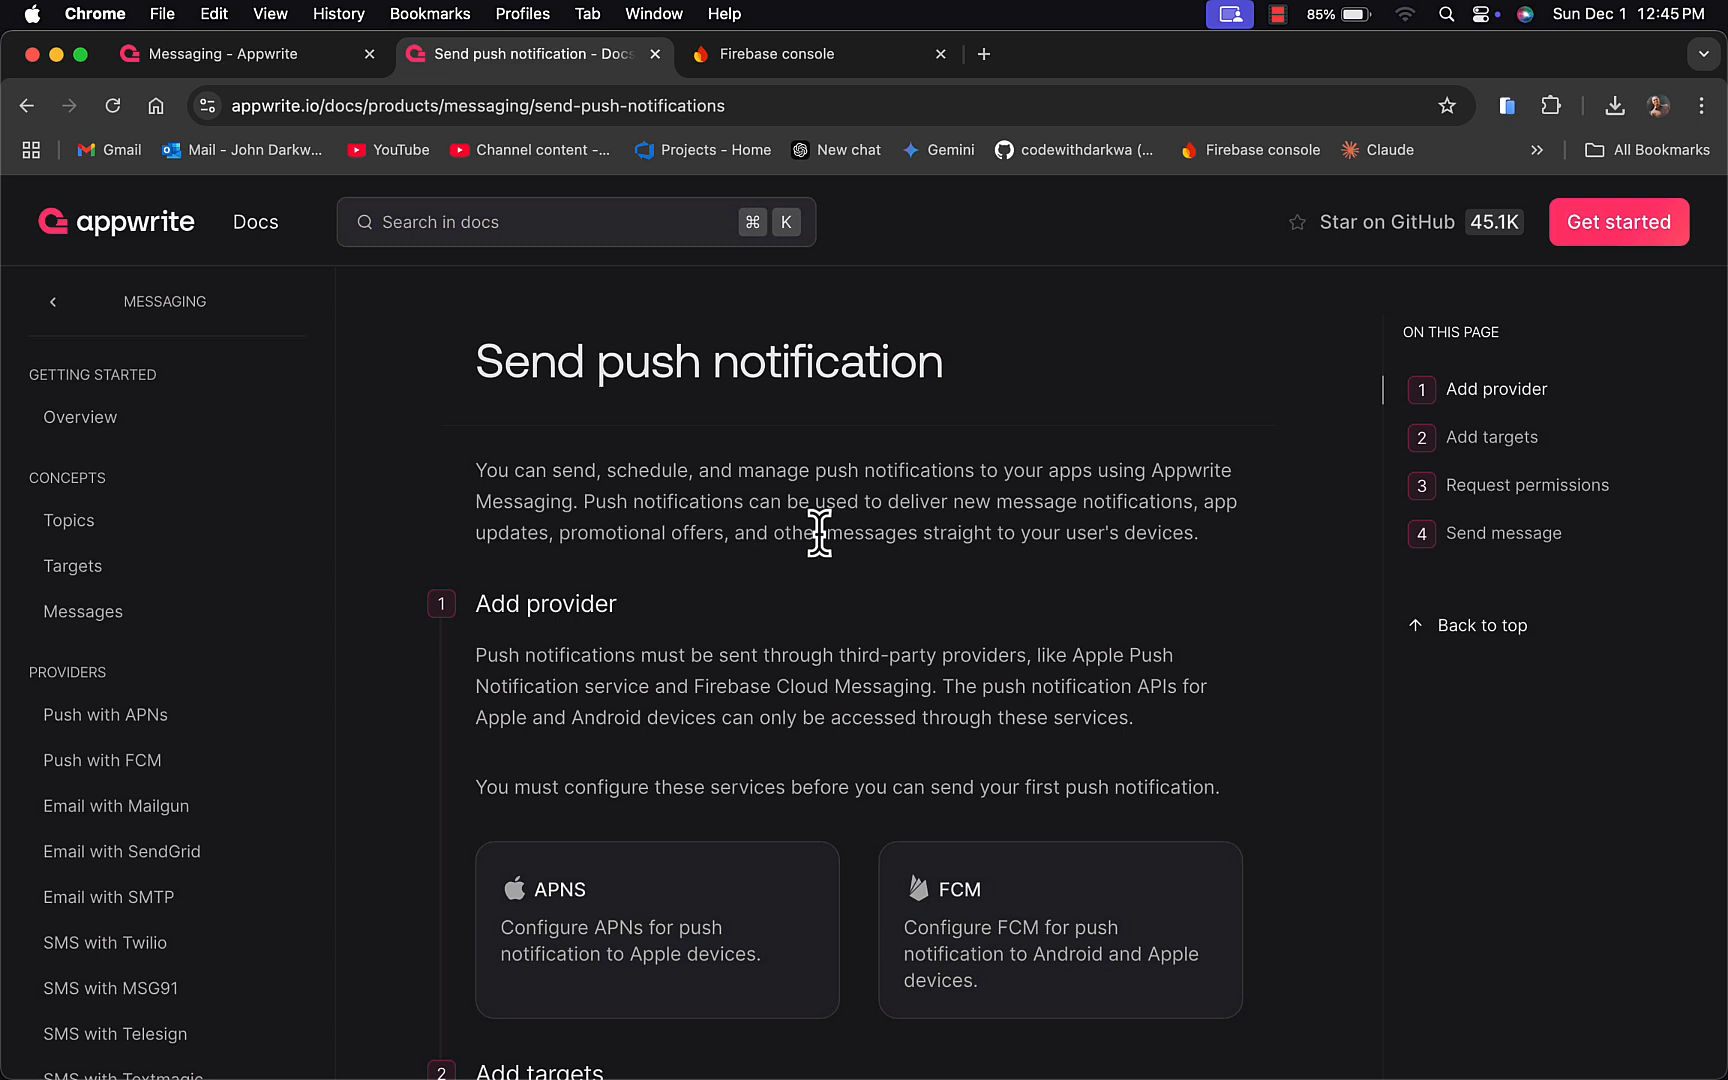 Chrome File Edit View History Bookmarks Profiles Tab Window Help 85% Sun Dec 1 12:45 PM
Messaging - Appwrite
Send push notification - Docs
Firebase console
appwrite.io/docs/products/messaging/send-push-notifications
Gmail Mail - John Darkw... YouTube Channel content -... Projects - Home New chat Gemini codewithdarkwa (... Firebase console Claude All Bookmarks
appwrite Docs Search in docs ⌘ K Star on GitHub 45.1K Get started
MESSAGING
GETTING STARTED
Overview
CONCEPTS
Topics
Targets
Messages
PROVIDERS
Push with APNs
Push with FCM
Email with Mailgun
Email with SendGrid
Email with SMTP
SMS with Twilio
SMS with MSG91
SMS with Telesign
SMS with Textmagic
Send push notification
You can send, schedule, and manage push notifications to your apps using Appwrite
Messaging. Push notifications can be used to deliver new message notifications, app
updates, promotional offers, and other messages straight to your user's devices.
1 Add provider
Push notifications must be sent through third-party providers, like Apple Push
Notification service and Firebase Cloud Messaging. The push notification APIs for
Apple and Android devices can only be accessed through these services.
You must configure these services before you can send your first push notification.
APNS
Configure APNs for push
notification to Apple devices.
FCM
Configure FCM for push
notification to Android and Apple
devices.
2 Add targets
ON THIS PAGE
1 Add provider
2 Add targets
3 Request permissions
4 Send message
Back to top